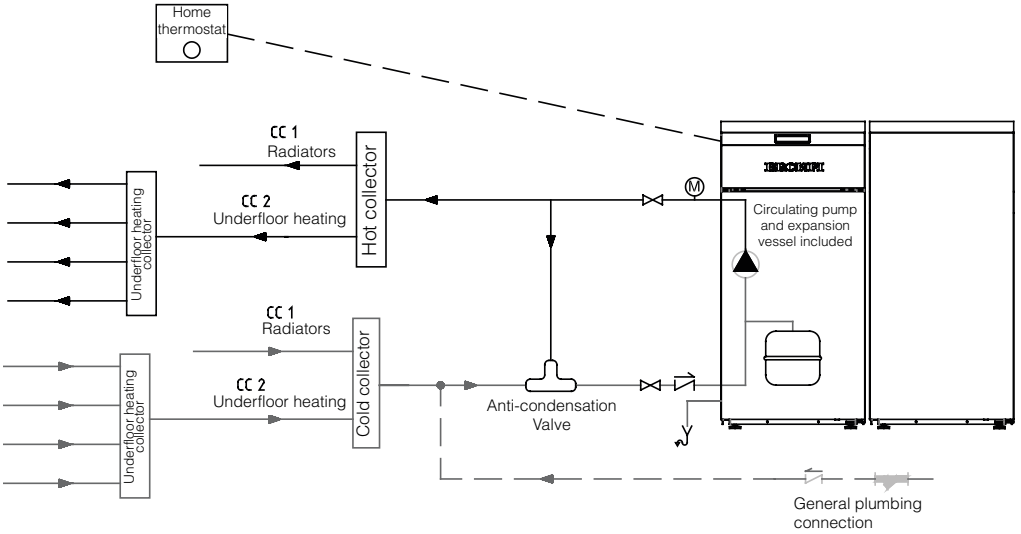 Home
thermostat
CC 1
Radiators
CC 2
Underfloor heating
Hot collector
Underfloor heating
collector
M
Circulating pump
and expansion
vessel included
CC 1
Radiators
CC 2
Underfloor heating
Cold collector
Underfloor heating
collector
Anti-condensation
Valve
General plumbing
connection